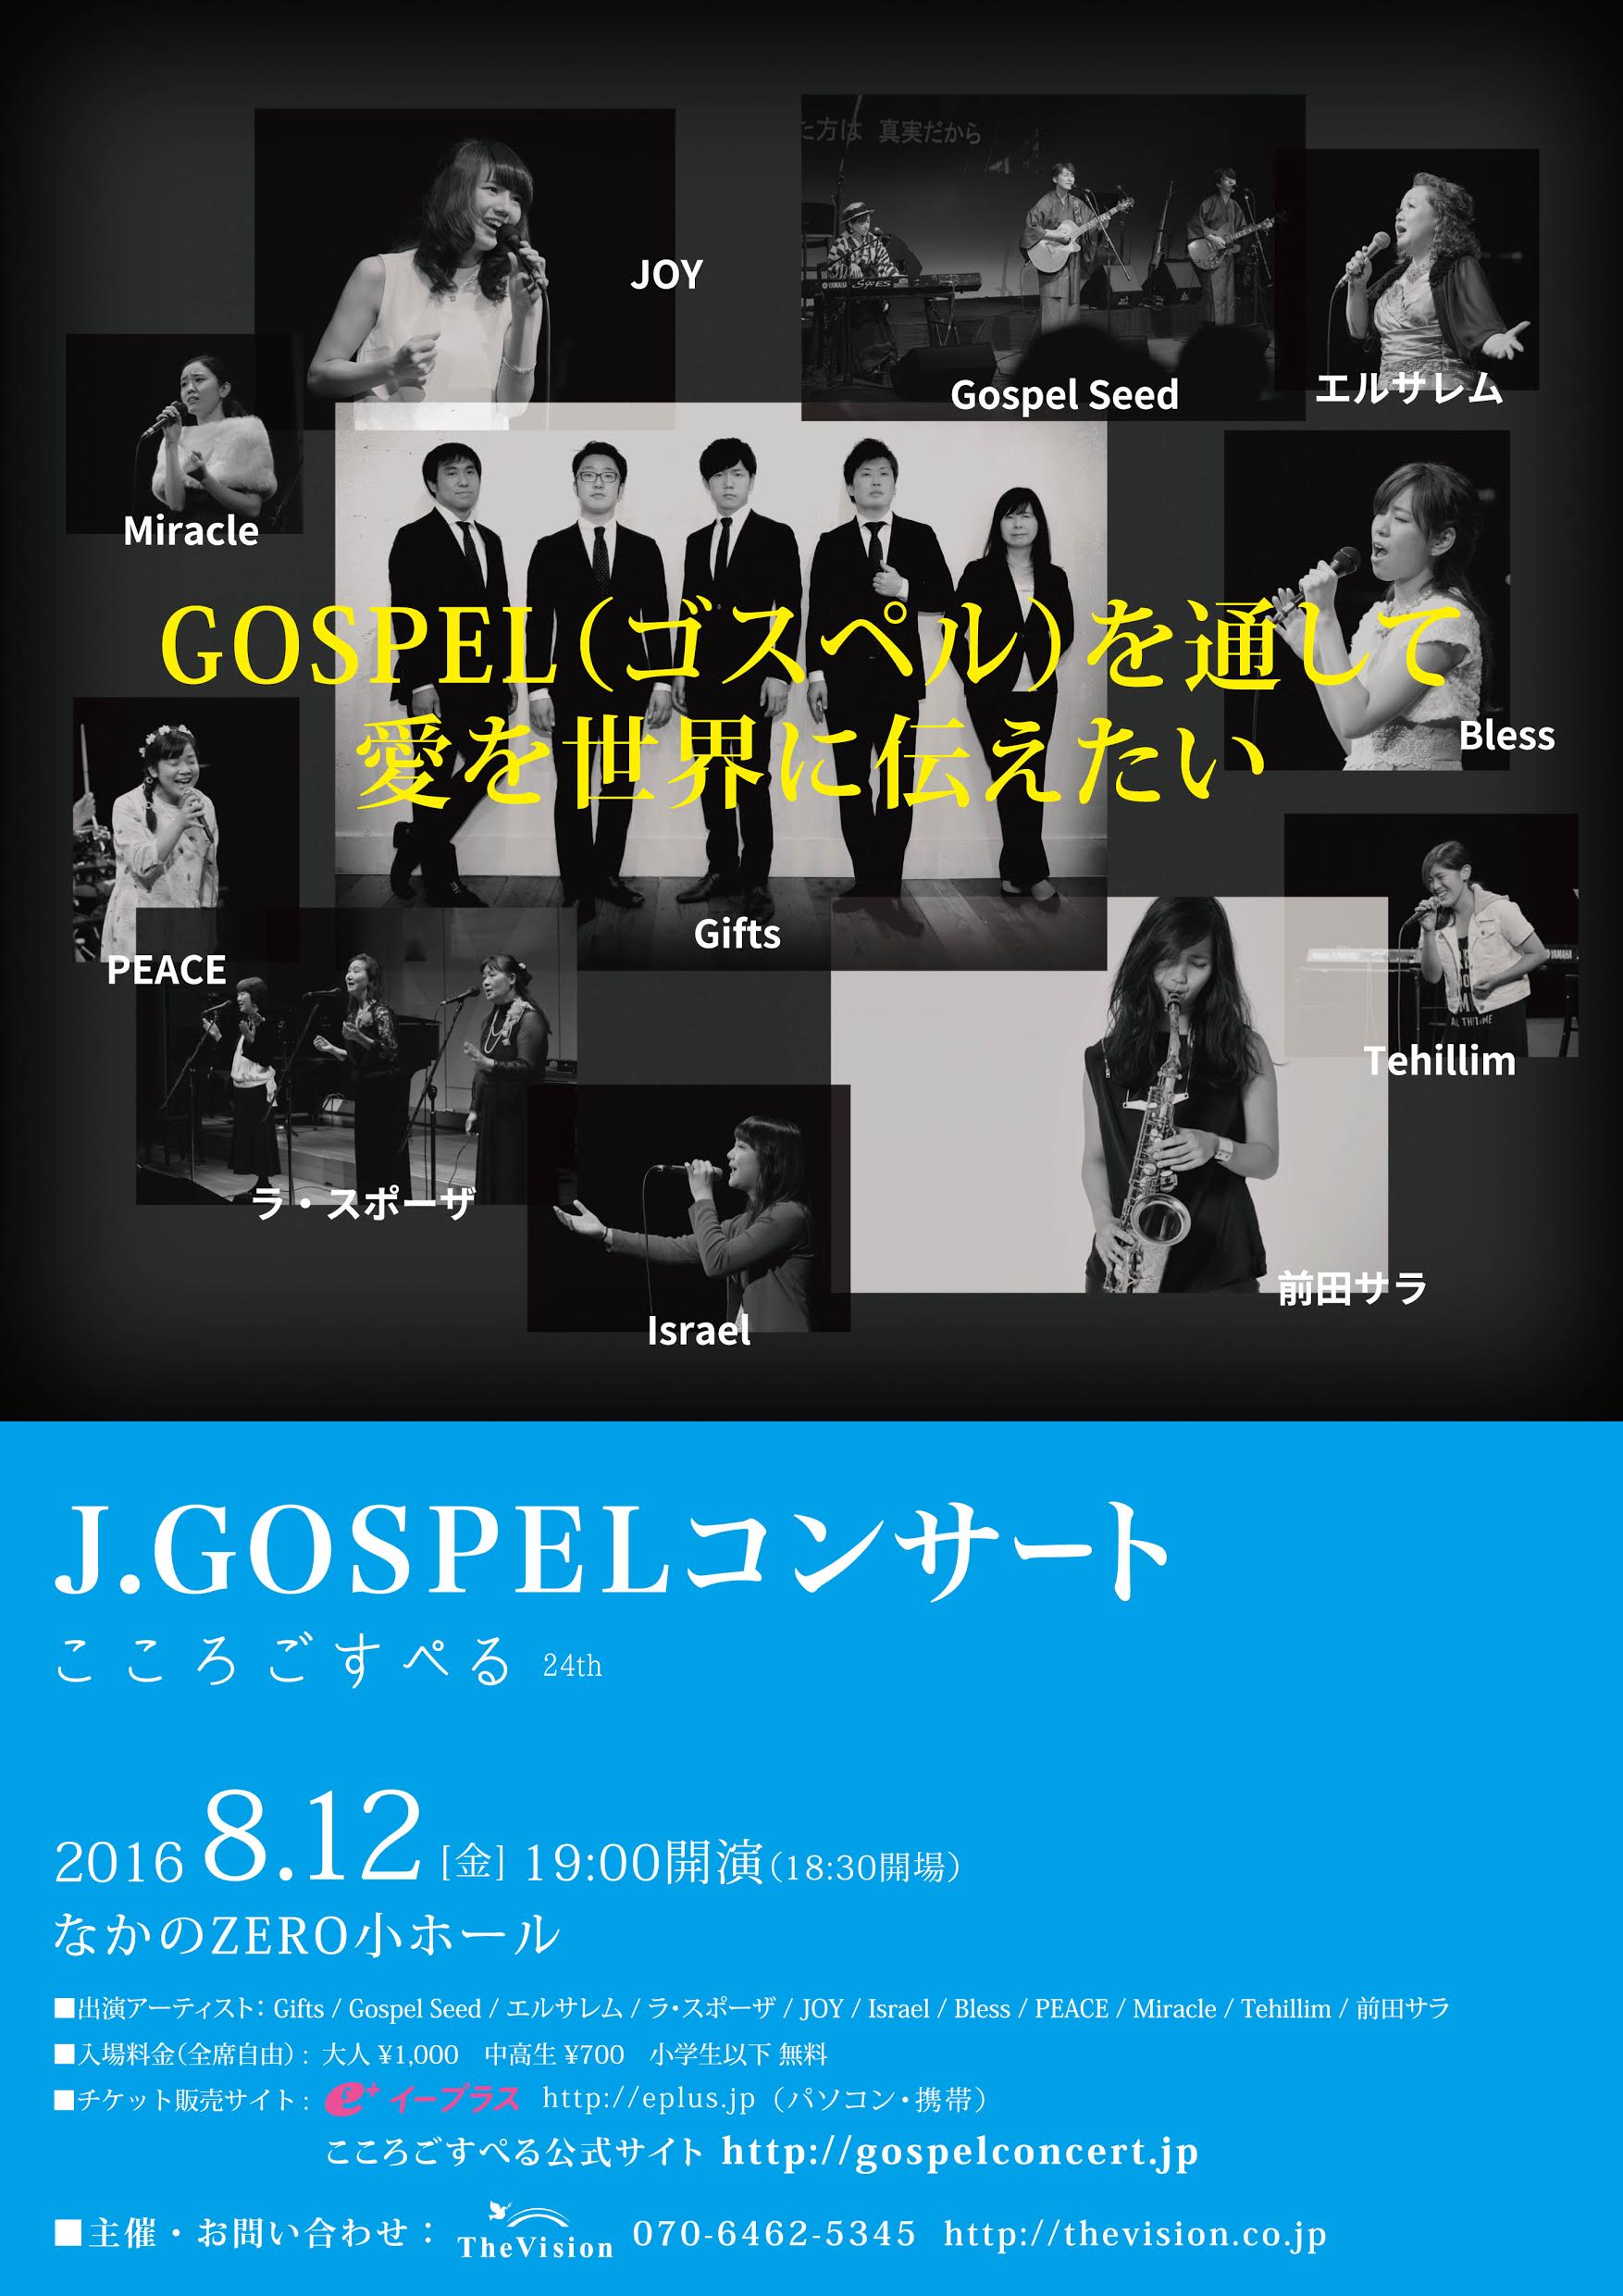 た方は 真実だから
JOY
Gospel Seed
エルサレム
Miracle
GOSPEL（ゴスペル）を通して
愛を世界に伝えたい
Bless
Gifts
PEACE
Tehillim
ラ・スポーザ
前田サラ
Israel
J.GOSPELコンサート
こころごすぺる 24th
2016 8.12 [金] 19:00開演（18:30開場）
なかのZERO小ホール
■出演アーティスト：Gifts / Gospel Seed / エルサレム / ラ・スポーザ / JOY / Israel / Bless / PEACE / Miracle / Tehillim / 前田サラ
■入場料金（全席自由）：大人 ¥1,000　中高生 ¥700　小学生以下 無料
■チケット販売サイト：e+ イープラス http://eplus.jp（パソコン・携帯）
こころごすぺる公式サイト http://gospelconcert.jp
■主催・お問い合わせ：TheVision 070-6462-5345 http://thevision.co.jp